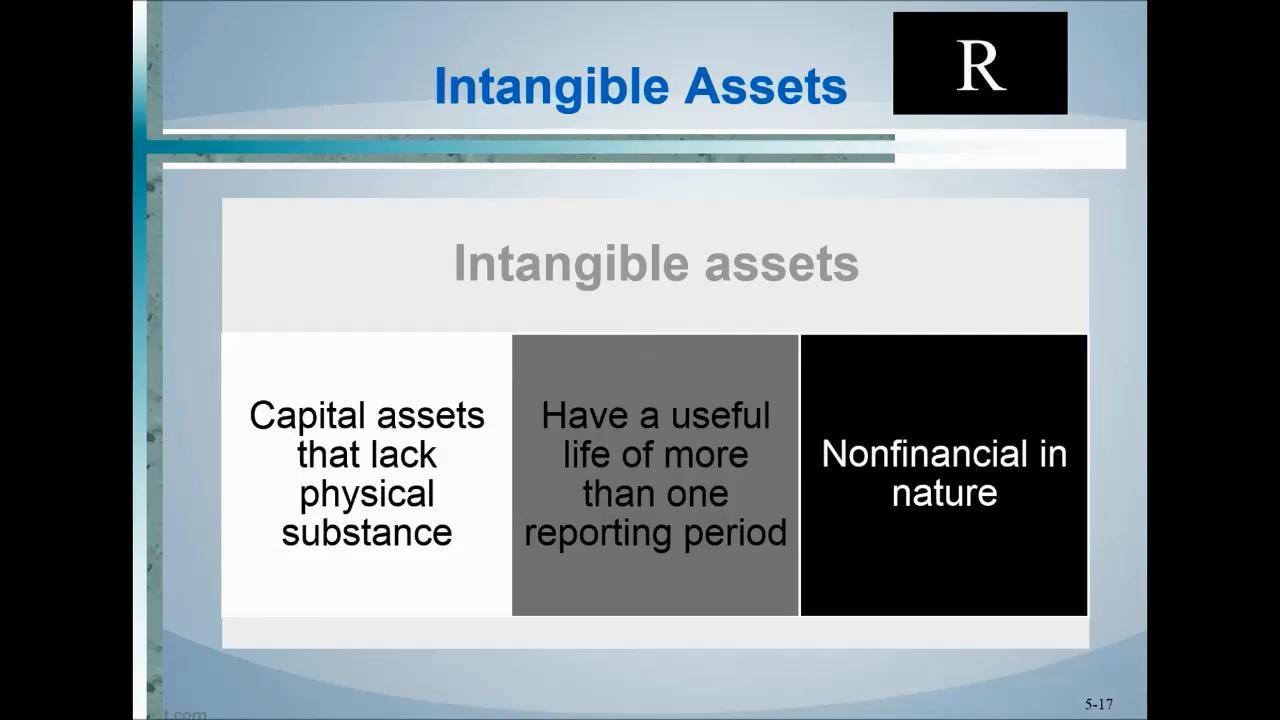 Intangible Assets
R
Intangible assets
Capital assets
that lack
physical
substance
Have a useful
life of more
than one
reporting period
Nonfinancial in
nature
5-17
t.com